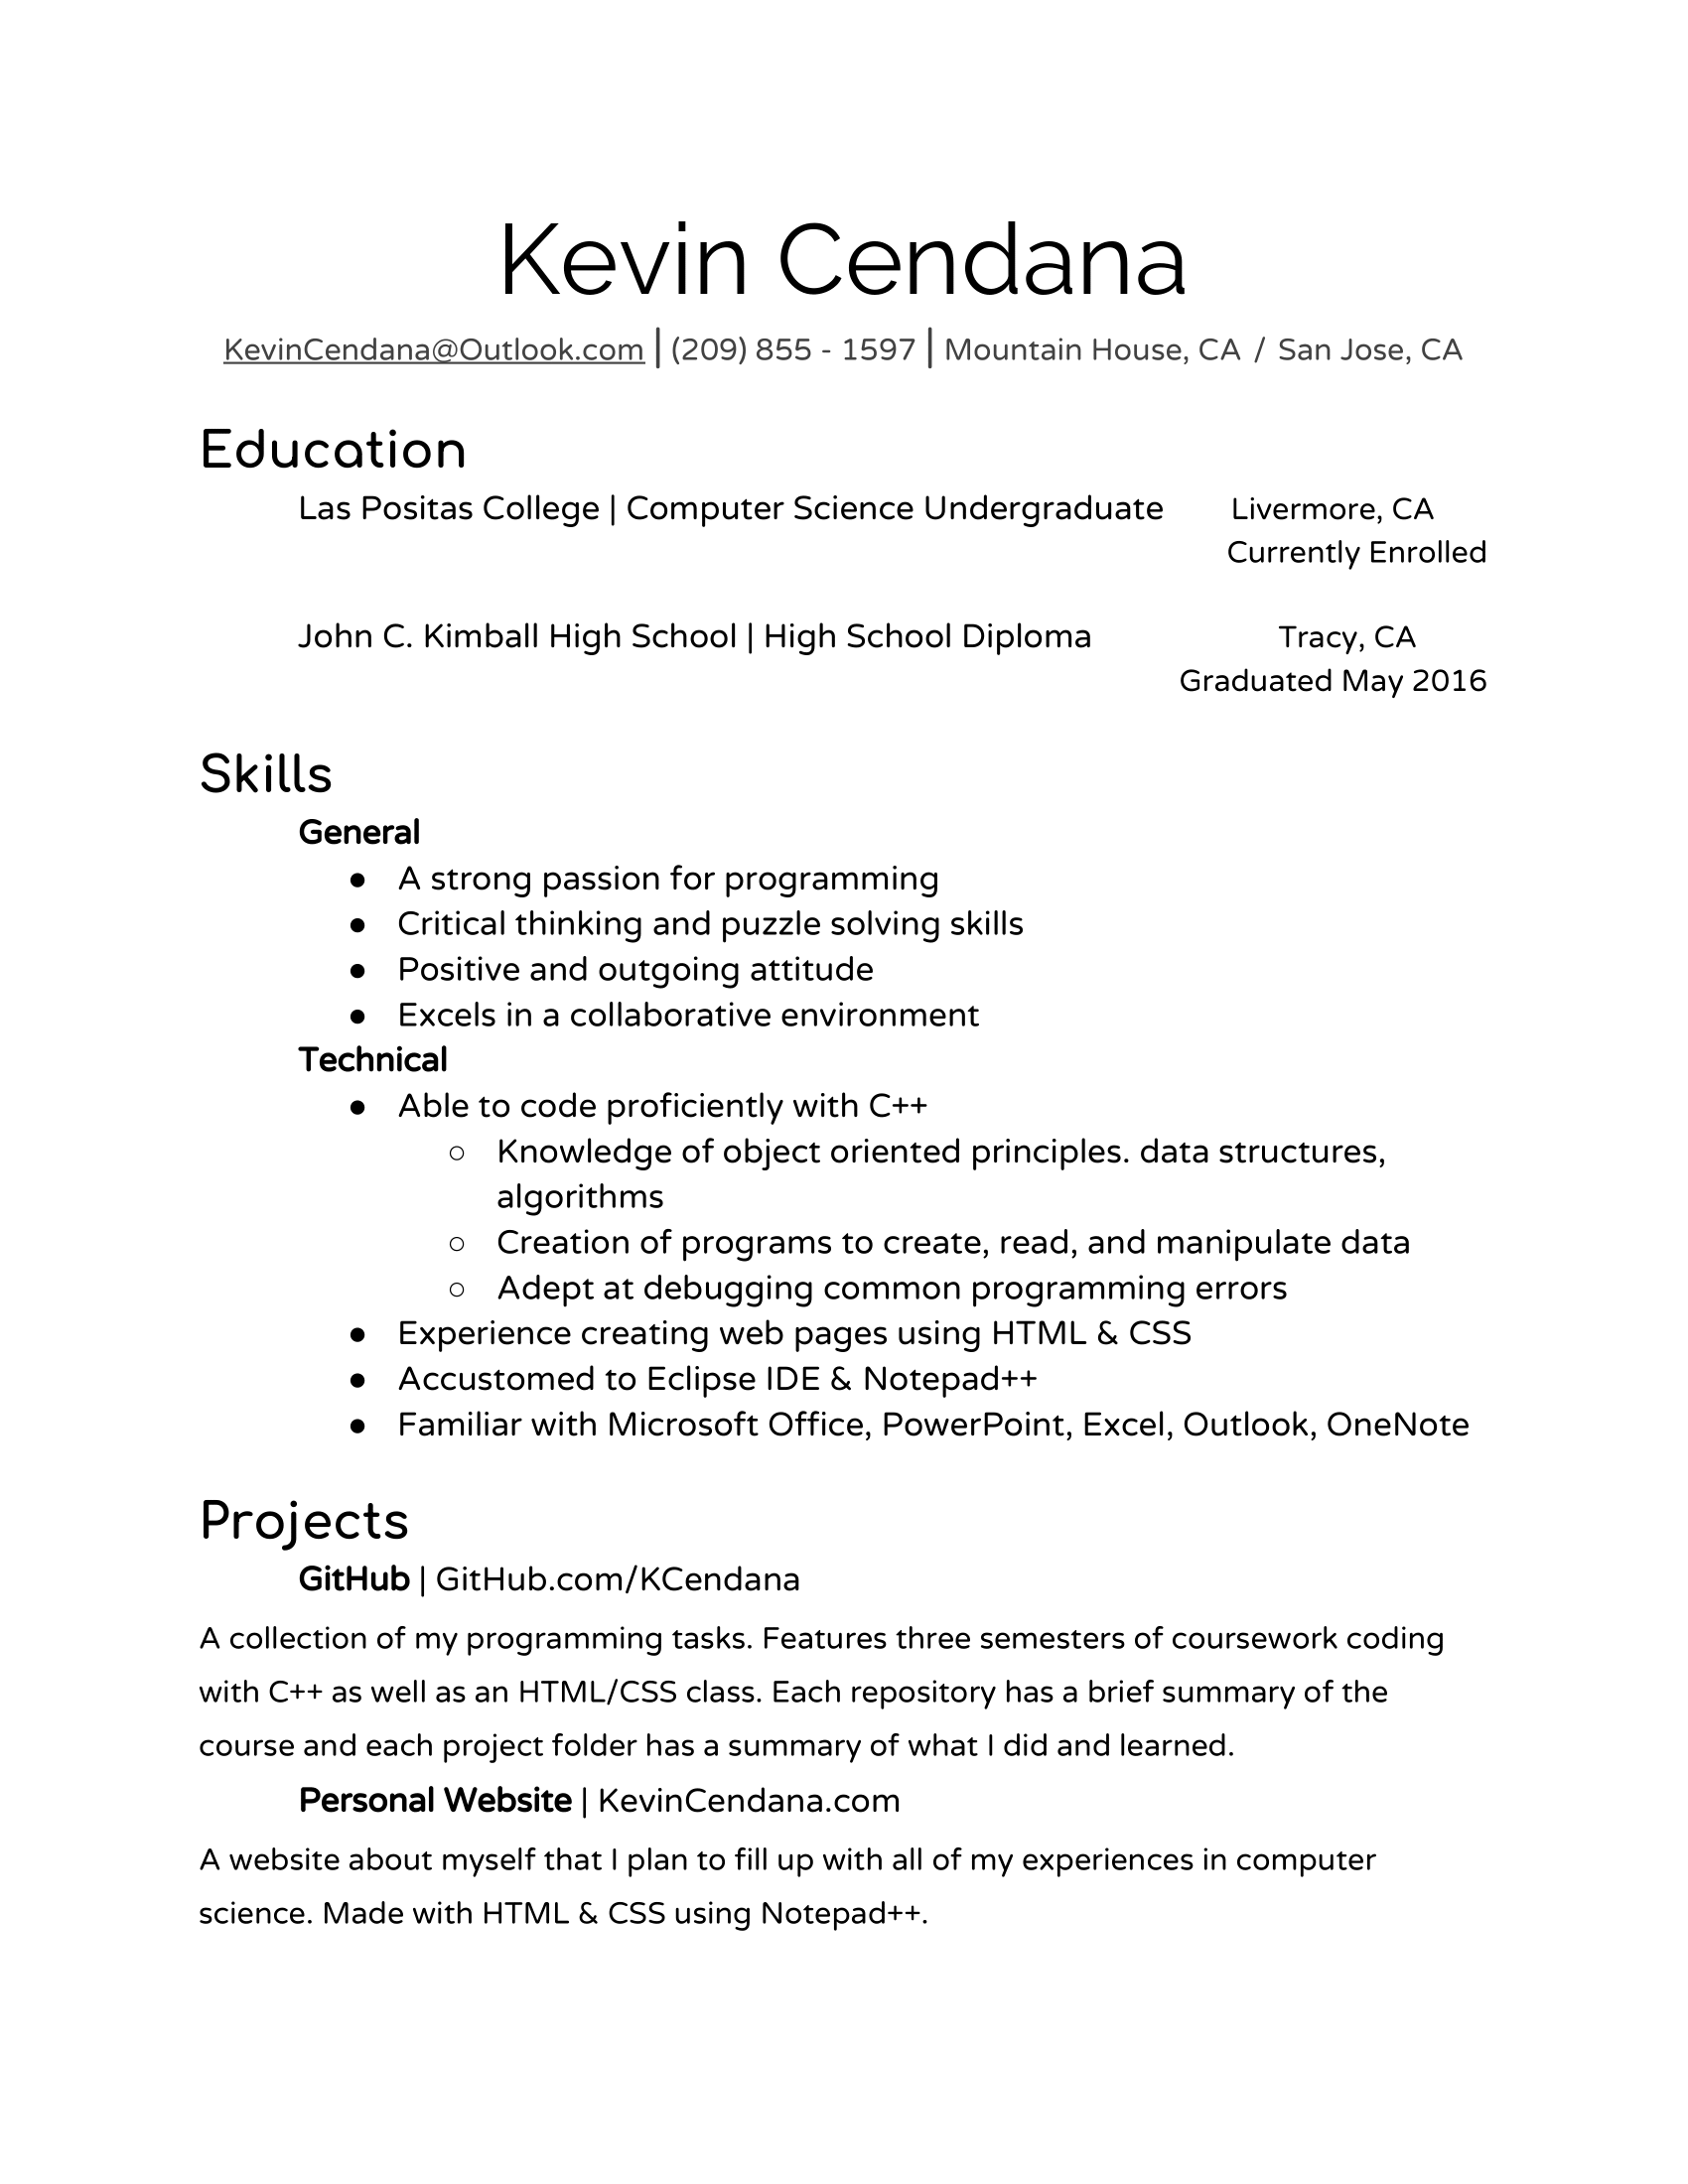 Kevin Cendana
KevinCendana@Outlook.com | (209) 855 - 1597 | Mountain House, CA / San Jose, CA
Education
Las Positas College | Computer Science Undergraduate Livermore, CA
Currently Enrolled
John C. Kimball High School | High School Diploma Tracy, CA
Graduated May 2016
Skills
General
● A strong passion for programming
● Critical thinking and puzzle solving skills
● Positive and outgoing attitude
● Excels in a collaborative environment
Technical
● Able to code proficiently with C++
○ Knowledge of object oriented principles. data structures,
algorithms
○ Creation of programs to create, read, and manipulate data
○ Adept at debugging common programming errors
● Experience creating web pages using HTML & CSS
● Accustomed to Eclipse IDE & Notepad++
● Familiar with Microsoft Office, PowerPoint, Excel, Outlook, OneNote
Projects
GitHub | GitHub.com/KCendana
A collection of my programming tasks. Features three semesters of coursework coding
with C++ as well as an HTML/CSS class. Each repository has a brief summary of the
course and each project folder has a summary of what I did and learned.
Personal Website | KevinCendana.com
A website about myself that I plan to fill up with all of my experiences in computer
science. Made with HTML & CSS using Notepad++.